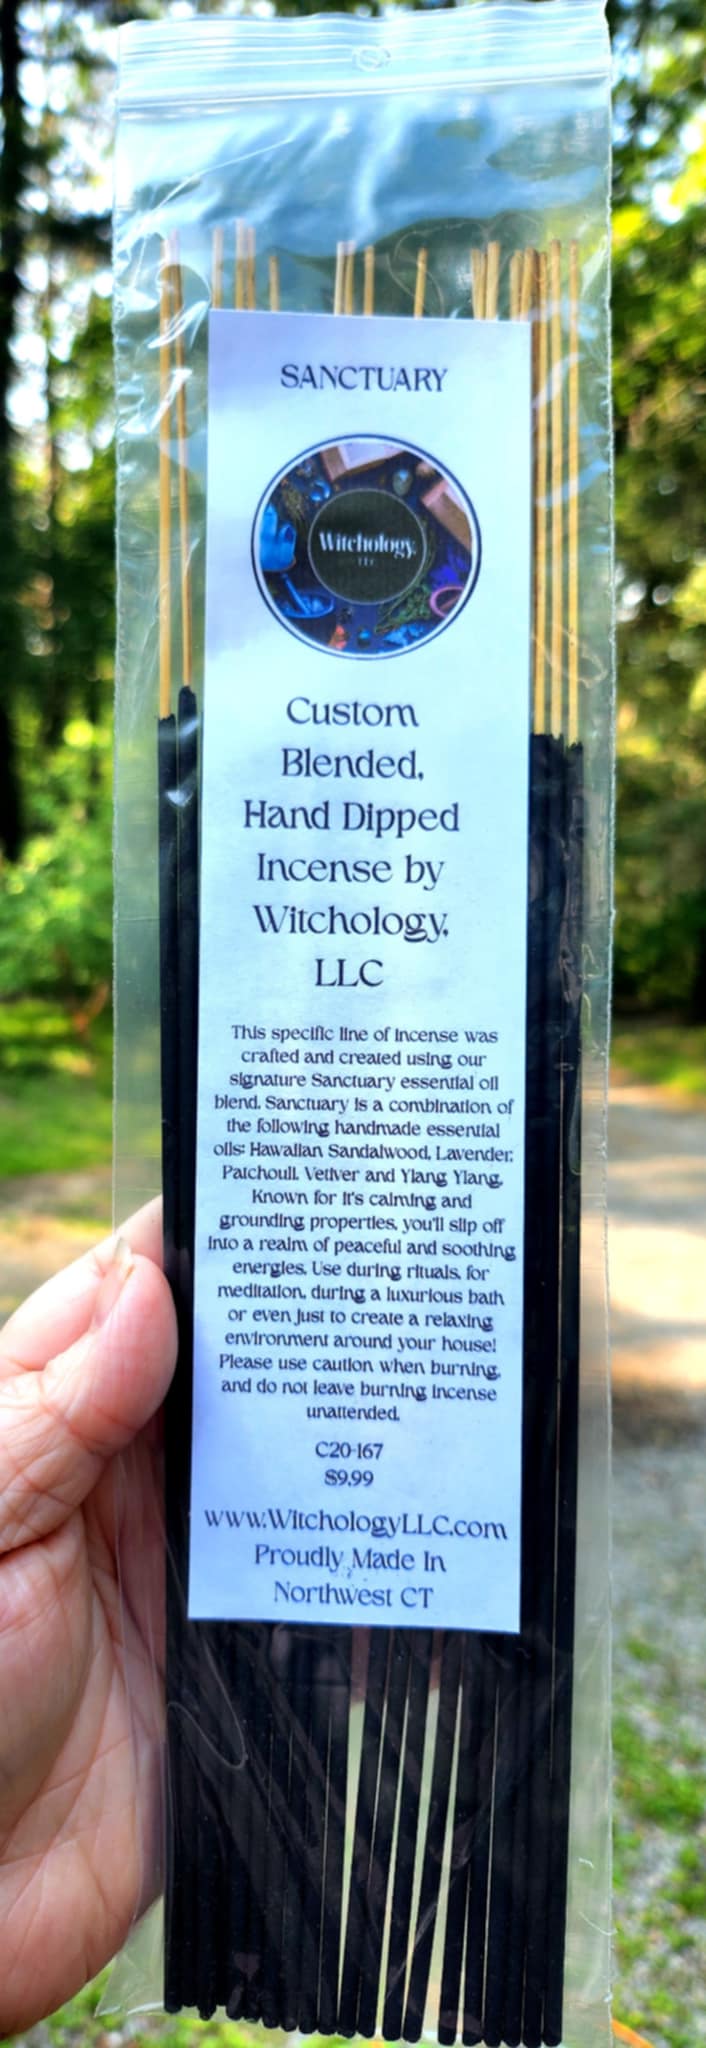 SANCTUARY
Witchology,
LLC
Custom
Blended,
Hand Dipped
Incense by
Witchology,
LLC
This specific line of incense was
crafted and created using our
signature Sanctuary essential oil
blend. Sanctuary is a combination of
the following handmade essential
oils: Hawaiian Sandalwood, Lavender,
Patchouli, Vetiver and Ylang Ylang.
Known for it's calming and
grounding properties, you'll slip off
into a realm of peaceful and soothing
energies. Use during rituals, for
meditation, during a luxurious bath
or even just to create a relaxing
environment around your house!
Please use caution when burning,
and do not leave burning incense
unattended.
C20-167
$9.99
www.WitchologyLLC.com
Proudly Made In
Northwest CT